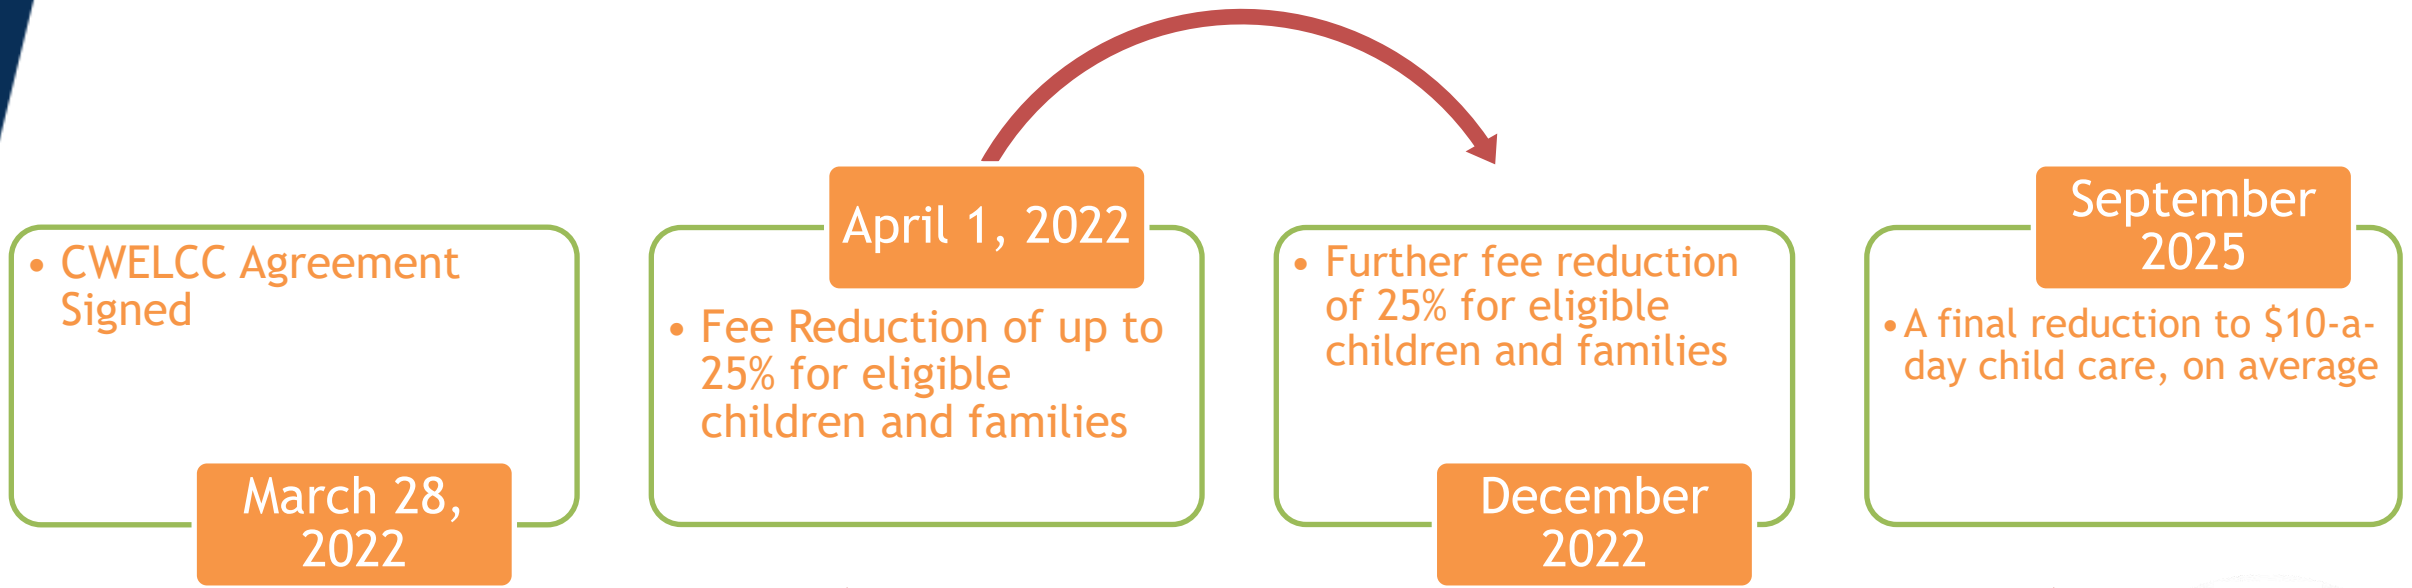 • CWELCC Agreement
Signed
March 28,
2022
April 1, 2022
• Fee Reduction of up to
25% for eligible
children and families
• Further fee reduction
of 25% for eligible
children and families
December
2022
September
2025
• A final reduction to $10-a-
day child care, on average